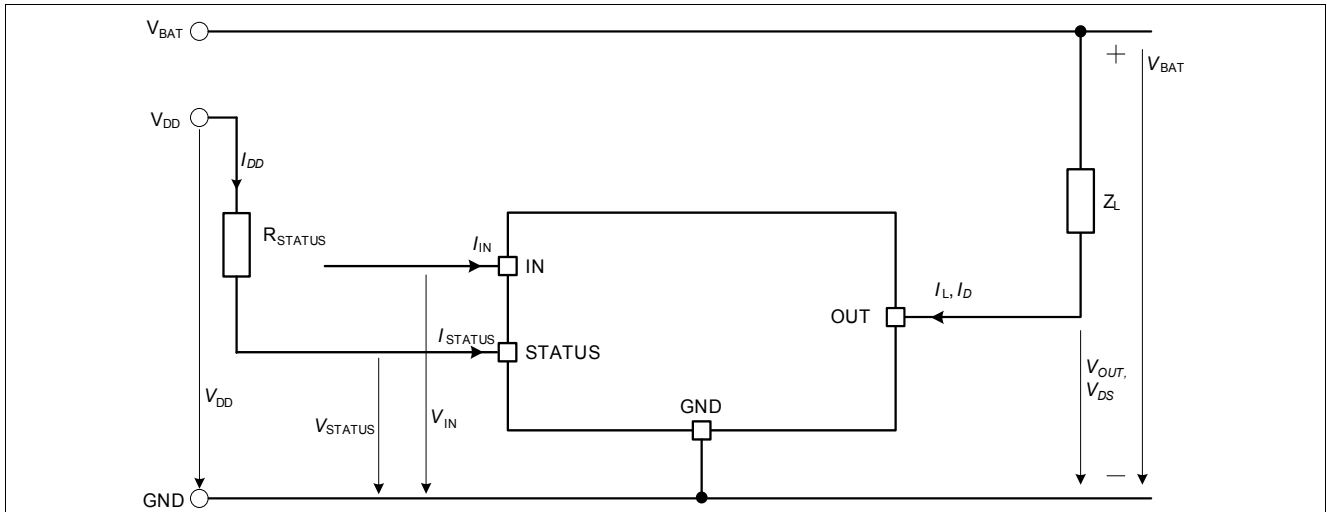 VBAT
+
VBAT
VDD
IDD
ZL
RSTATUS
IIN
IN
IL, ID
OUT
ISTATUS
STATUS
VOUT,
VDS
VDD
GND
VIN
VSTATUS
–
GND